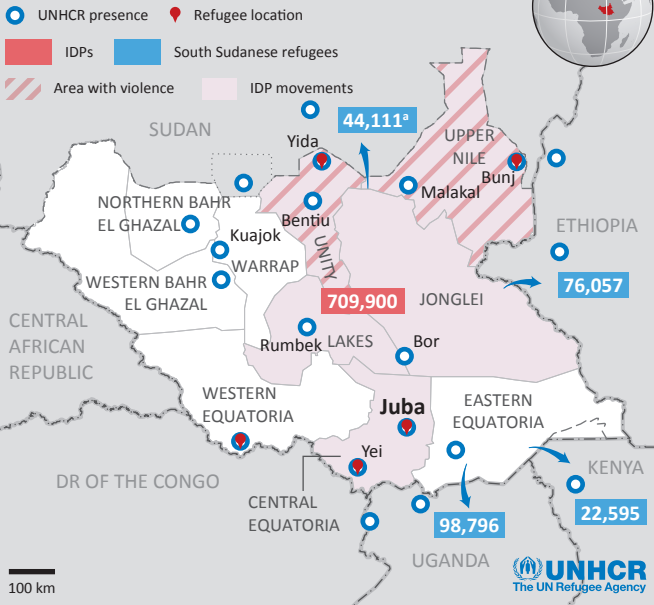 UNHCR presence
Refugee location
IDPs
South Sudanese refugees
Area with violence
IDP movements
SUDAN
44,111ᵃ
Yida
UPPER
NILE
Bunj
Malakal
NORTHERN BAHR
EL GHAZAL
Bentiu
Kuajok
ETHIOPIA
UNITY
WARRAP
WESTERN BAHR
EL GHAZAL
76,057
709,900
JONGLEI
CENTRAL
AFRICAN
REPUBLIC
Rumbek
LAKES
Bor
WESTERN
EQUATORIA
Juba
EASTERN
EQUATORIA
Yei
KENYA
DR OF THE CONGO
CENTRAL
EQUATORIA
22,595
98,796
UGANDA
100 km
UNHCR
The UN Refugee Agency